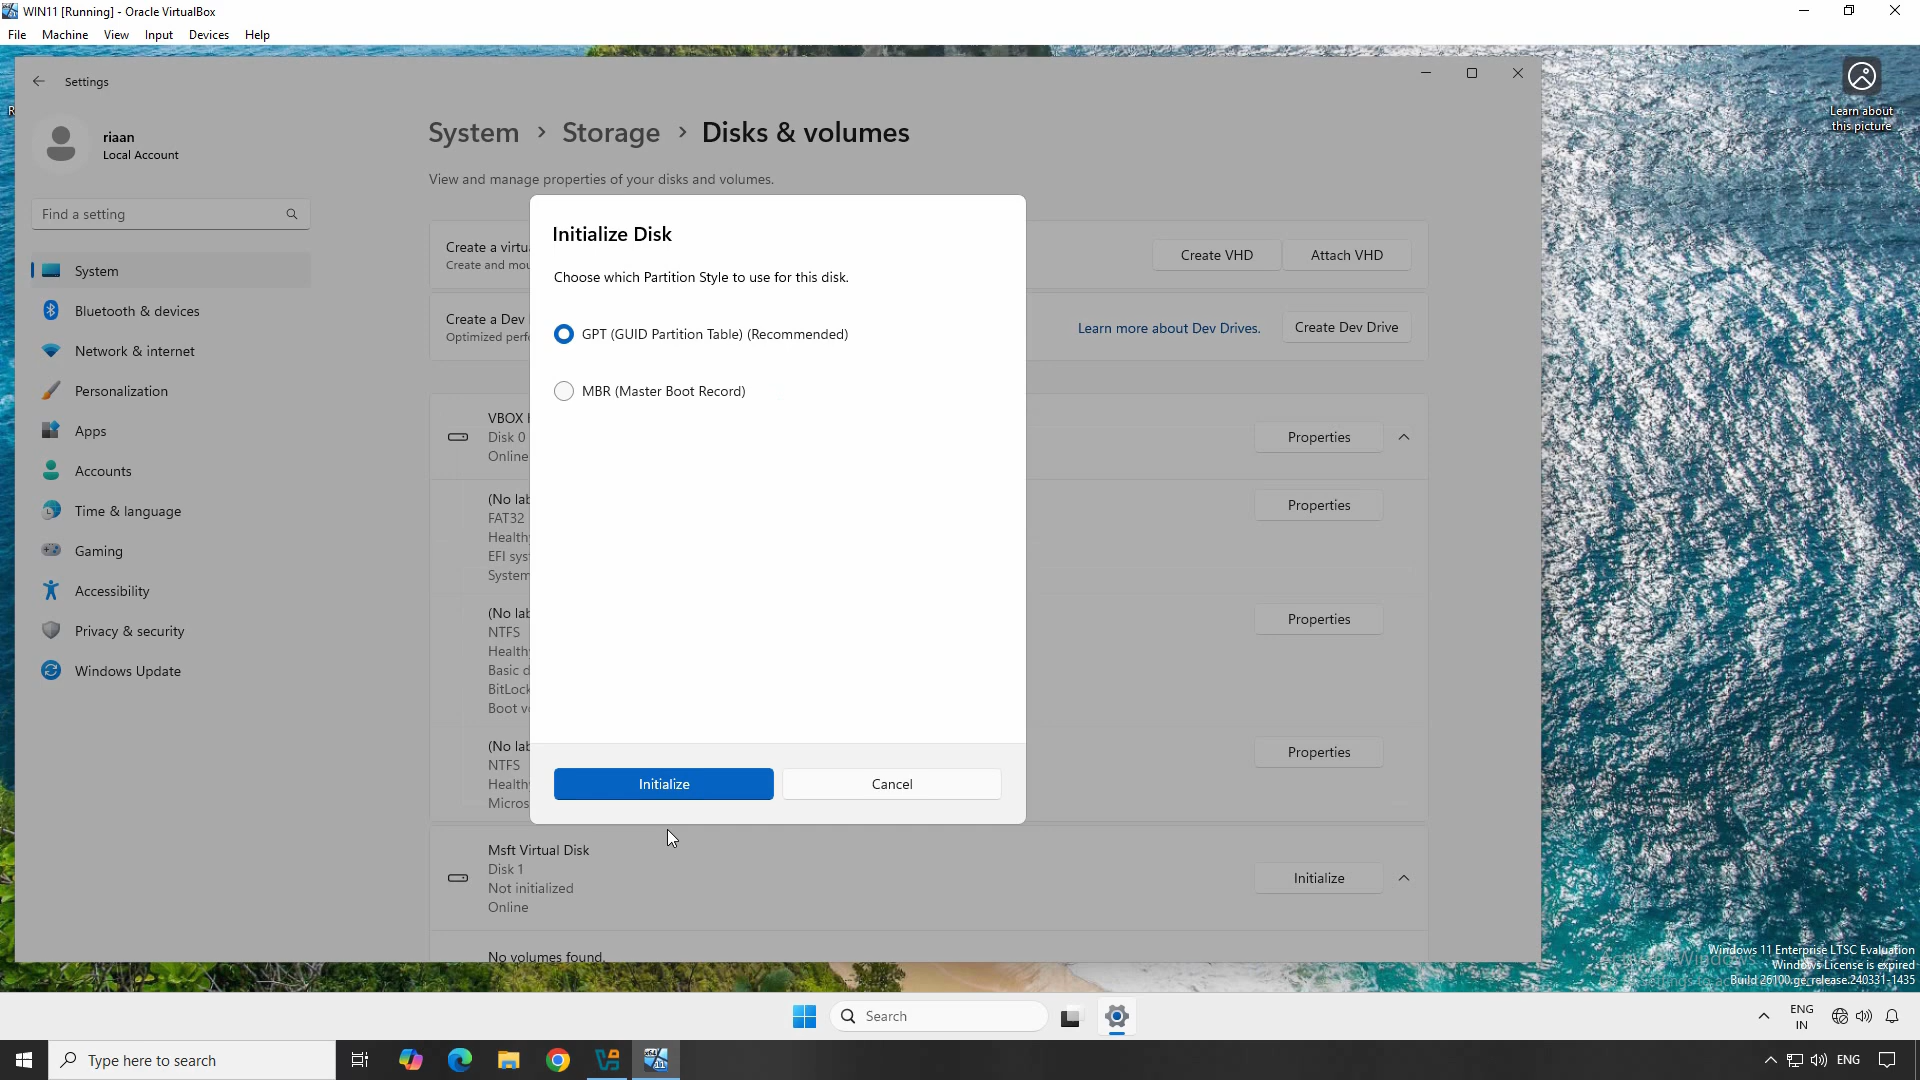 WIN11 [Running] - Oracle VirtualBox
File Machine View Input Devices Help
Settings
riaan
Local Account
Find a setting
System
Bluetooth & devices
Network & internet
Personalization
Apps
Accounts
Time & language
Gaming
Accessibility
Privacy & security
Windows Update
System > Storage > Disks & volumes
View and manage properties of your disks and volumes.
Create a virtu
Create and mou
Create VHD
Attach VHD
Create a Dev
Optimized perf
Learn more about Dev Drives.
Create Dev Drive
VBOX
Disk 0
Online
Properties
(No lab
FAT32
Health
EFI sys
System
Properties
(No lab
NTFS
Health
Basic d
BitLock
Boot v
Properties
(No lab
NTFS
Health
Micros
Properties
Msft Virtual Disk
Disk 1
Not initialized
Online
Initialize
No volumes found.
Initialize Disk
Choose which Partition Style to use for this disk.
GPT (GUID Partition Table) (Recommended)
MBR (Master Boot Record)
Initialize
Cancel
Learn about
this picture
Windows 11 Enterprise LTSC Evaluation
Windows License is expired
Build 26100.ge_release.240331-1435
Search
ENG
IN
Type here to search
ENG